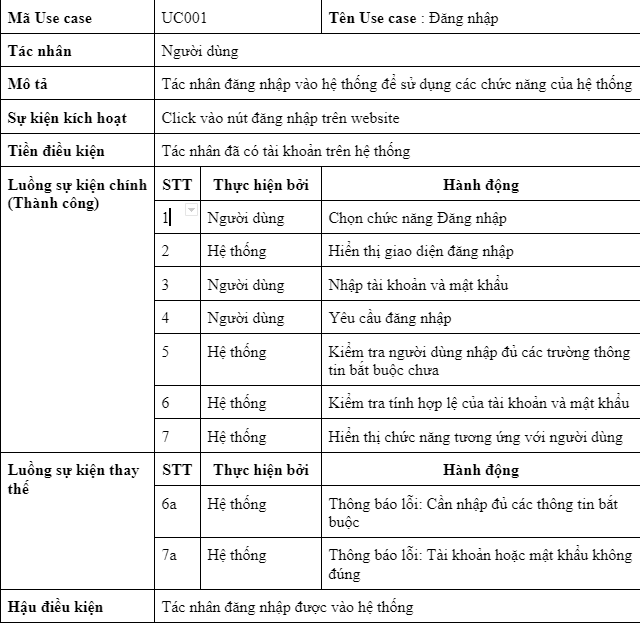 Mã Use case UC001 Tên Use case : Đăng nhập
Tác nhân Người dùng
Mô tả Tác nhân đăng nhập vào hệ thống để sử dụng các chức năng của hệ thống
Sự kiện kích hoạt Click vào nút đăng nhập trên website
Tiền điều kiện Tác nhân đã có tài khoản trên hệ thống
Luồng sự kiện chính
(Thành công)
STT Thực hiện bởi Hành động
1 Người dùng Chọn chức năng Đăng nhập
2 Hệ thống Hiển thị giao diện đăng nhập
3 Người dùng Nhập tài khoản và mật khẩu
4 Người dùng Yêu cầu đăng nhập
5 Hệ thống Kiểm tra người dùng nhập đủ các trường thông
tin bắt buộc chưa
6 Hệ thống Kiểm tra tính hợp lệ của tài khoản và mật khẩu
7 Hệ thống Hiển thị chức năng tương ứng với người dùng
Luồng sự kiện thay
thế
STT Thực hiện bởi Hành động
6a Hệ thống Thông báo lỗi: Cần nhập đủ các thông tin bắt
buộc
7a Hệ thống Thông báo lỗi: Tài khoản hoặc mật khẩu không
đúng
Hậu điều kiện Tác nhân đăng nhập được vào hệ thống